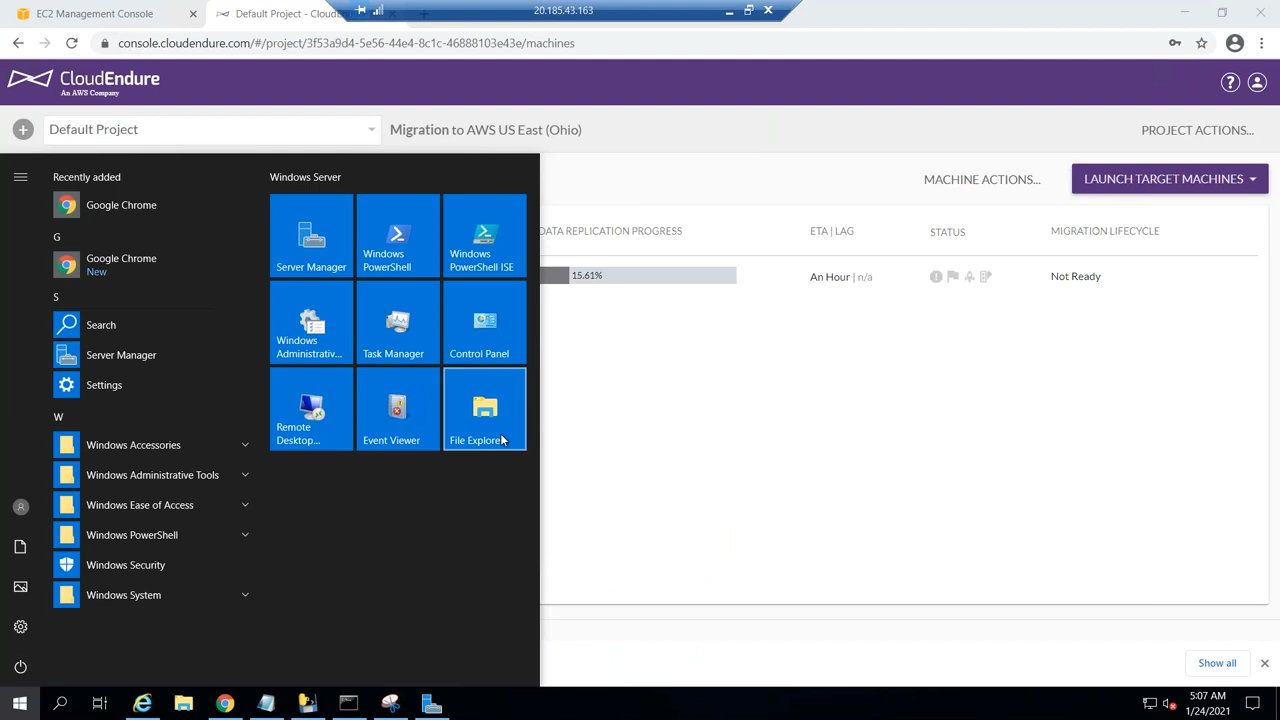 EC2 Management Console
Default Project - CloudEndure
20.185.43.163
console.cloudendure.com/#/project/3f53a9d4-5e56-44e4-8c1c-46888103e43e/machines
CloudEndure
An AWS Company
Default Project
Migration to AWS US East (Ohio)
PROJECT ACTIONS...
MACHINE ACTIONS...
LAUNCH TARGET MACHINES
DATA REPLICATION PROGRESS
ETA | LAG
STATUS
MIGRATION LIFECYCLE
15.61%
An Hour | n/a
Not Ready
Recently added
Google Chrome
G
Google Chrome
New
S
Search
Server Manager
Settings
W
Windows Accessories
Windows Administrative Tools
Windows Ease of Access
Windows PowerShell
Windows Security
Windows System
Windows Server
Server Manager
Windows
PowerShell
Windows
PowerShell ISE
Windows
Administrativ...
Task Manager
Control Panel
Remote
Desktop...
Event Viewer
File Explorer
Show all
5:07 AM
1/24/2021